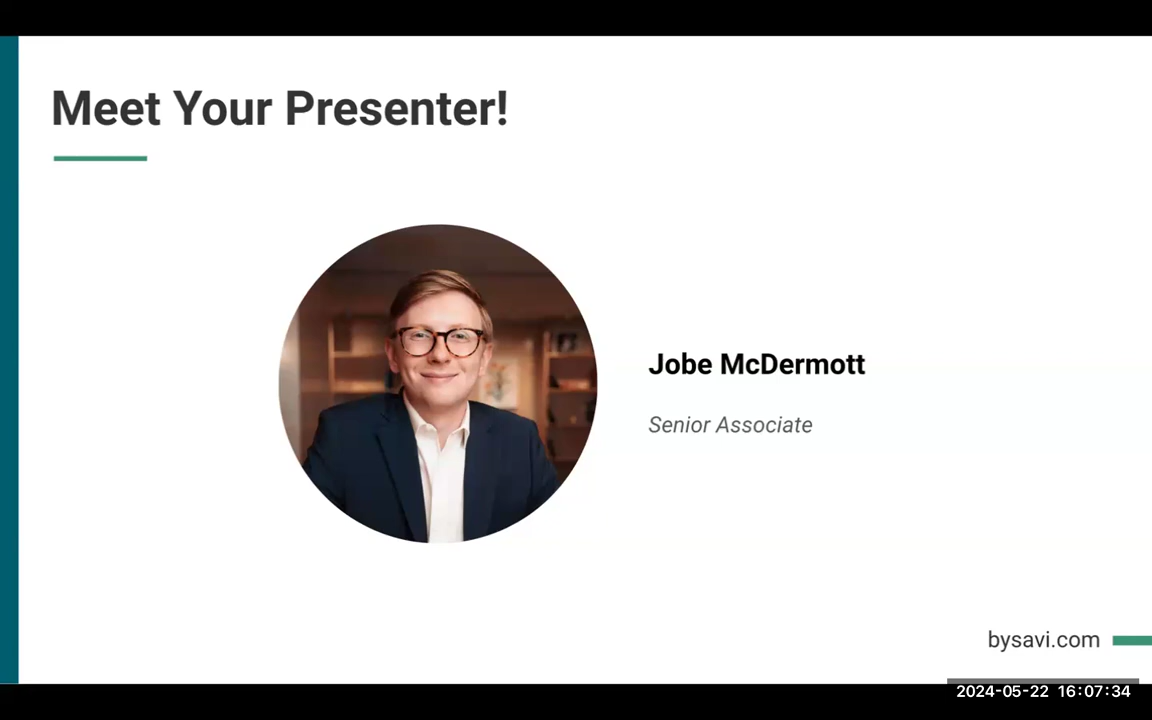 Meet Your Presenter!
Jobe McDermott
Senior Associate
bysavi.com
2024-05-22 16:07:34